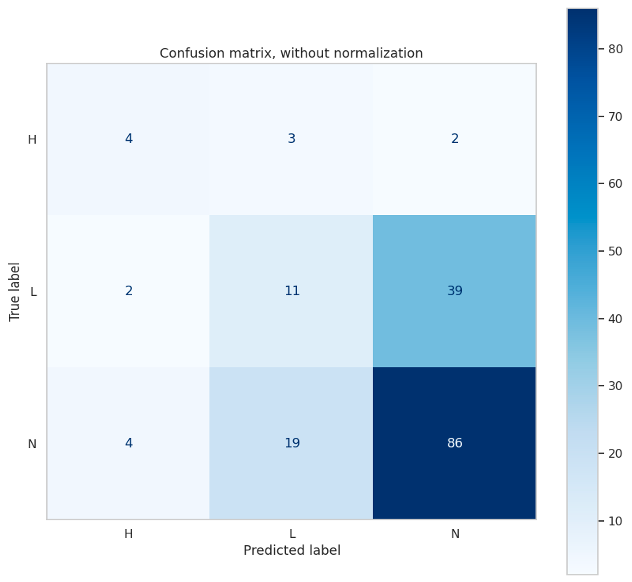 Confusion matrix, without normalization
True label
H
4
3
2
L
2
11
39
N
4
19
86
H
L
N
Predicted label
80
70
60
50
40
30
20
10